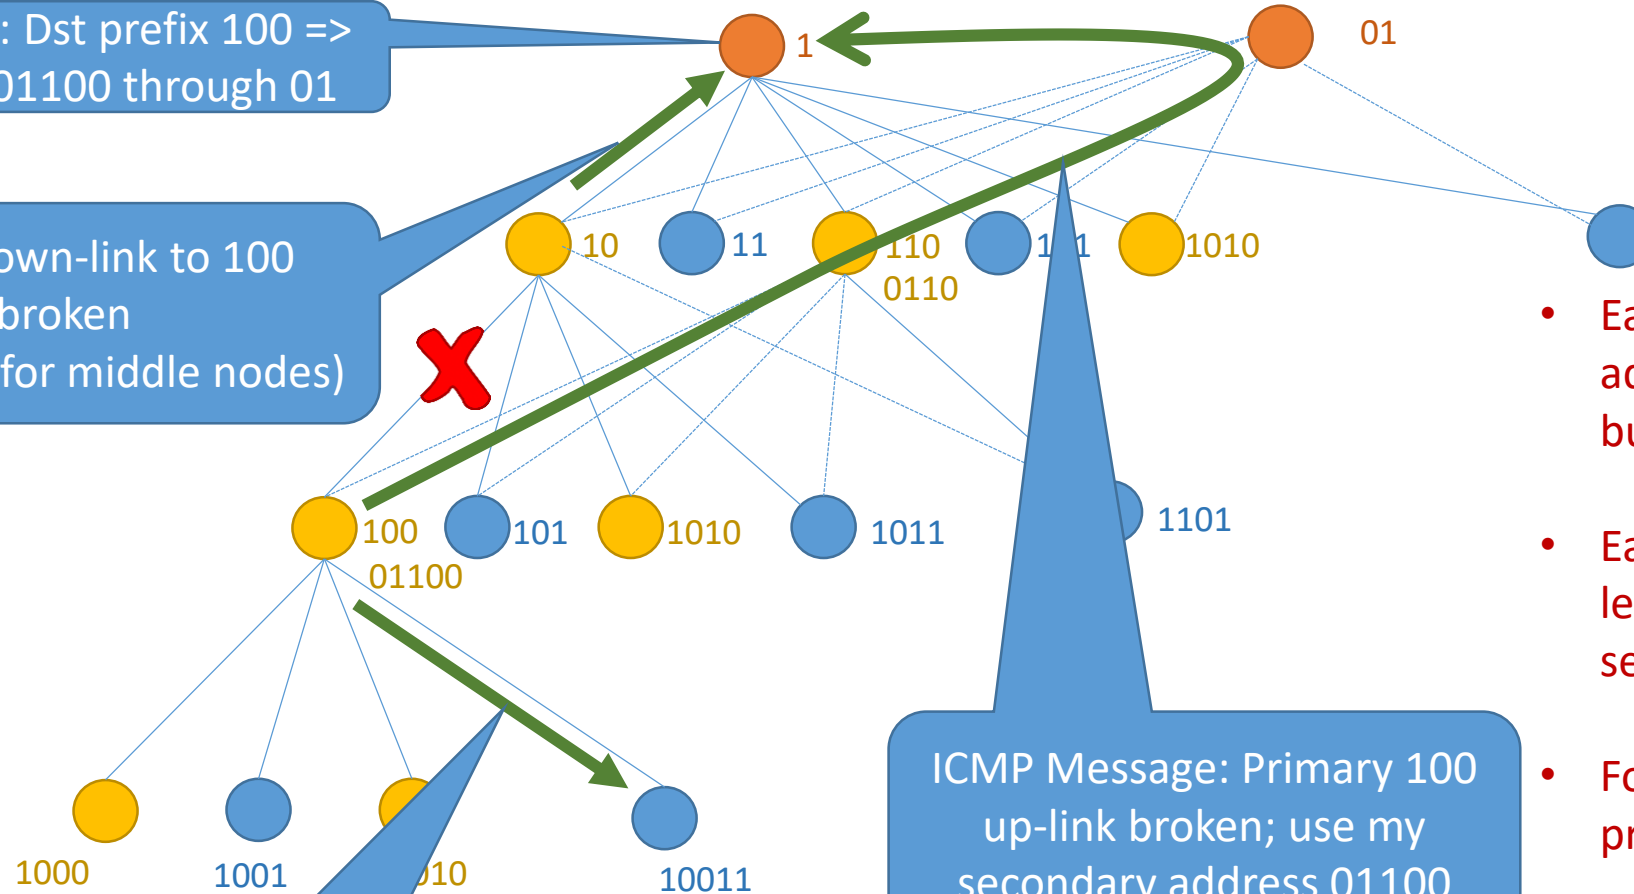 : Dst prefix 100 =>
01100 through 01
1
01
own-link to 100
broken
for middle nodes)
10
11
110
0110
1010
100
01100
101
1010
1011
1101
1000
1001
10011
ICMP Message: Primary 100
up-link broken; use my
secondary address 01100